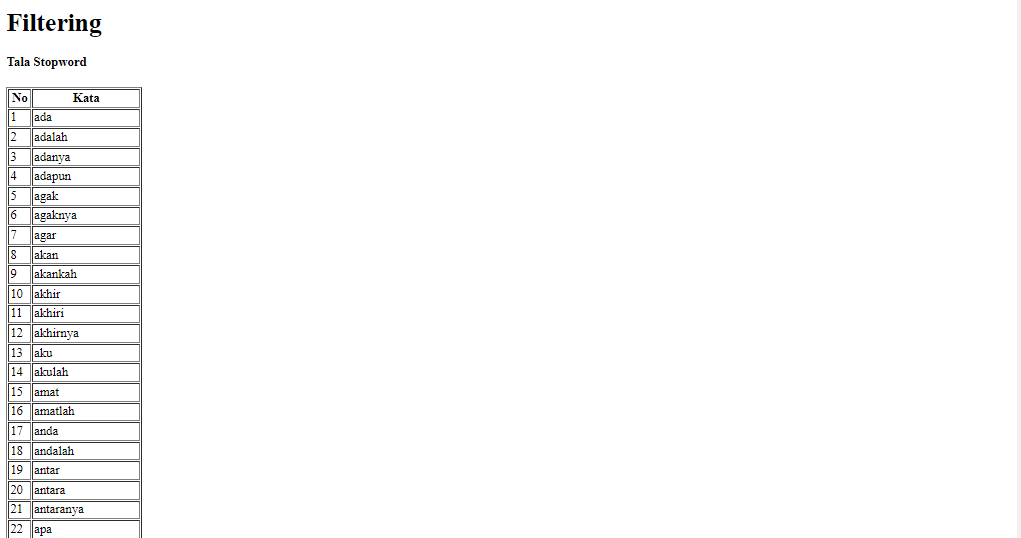 Filtering
Tala Stopword
No Kata
1 ada
2 adalah
3 adanya
4 adapun
5 agak
6 agaknya
7 agar
8 akan
9 akankah
10 akhir
11 akhiri
12 akhirnya
13 aku
14 akulah
15 amat
16 amatlah
17 anda
18 andalah
19 antar
20 antara
21 antaranya
22 apa